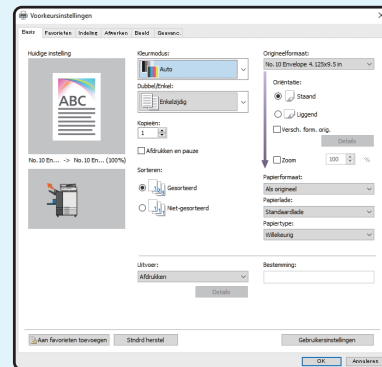 Voorkeursinstellingen
Basis Favorieten Indeling Afwerken Beeld Geavanc.
Huidige instelling
ABC
No. 10 En... -> No. 10 En... (100%)
Kleurmodus:
Auto
Dubbel/Enkel:
Enkelzijdig
Kopieën:
1
Afdrukken en pauze
Sorteren:
Gesorteerd
Niet-gesorteerd
Origineelformaat:
No. 10 Envelope 4.125x9.5 in
Oriëntatie:
Staand
Liggend
Versch. form. orig.
Details
Zoom 100 %
Papierformaat:
Als origineel
Papierlade:
Standaardlade
Papiertype:
Willekeurig
Uitvoer:
Afdrukken
Details
Bestemming:
Aan favorieten toevoegen Stndrd herstel Gebruikersinstellingen
OK Annuleren